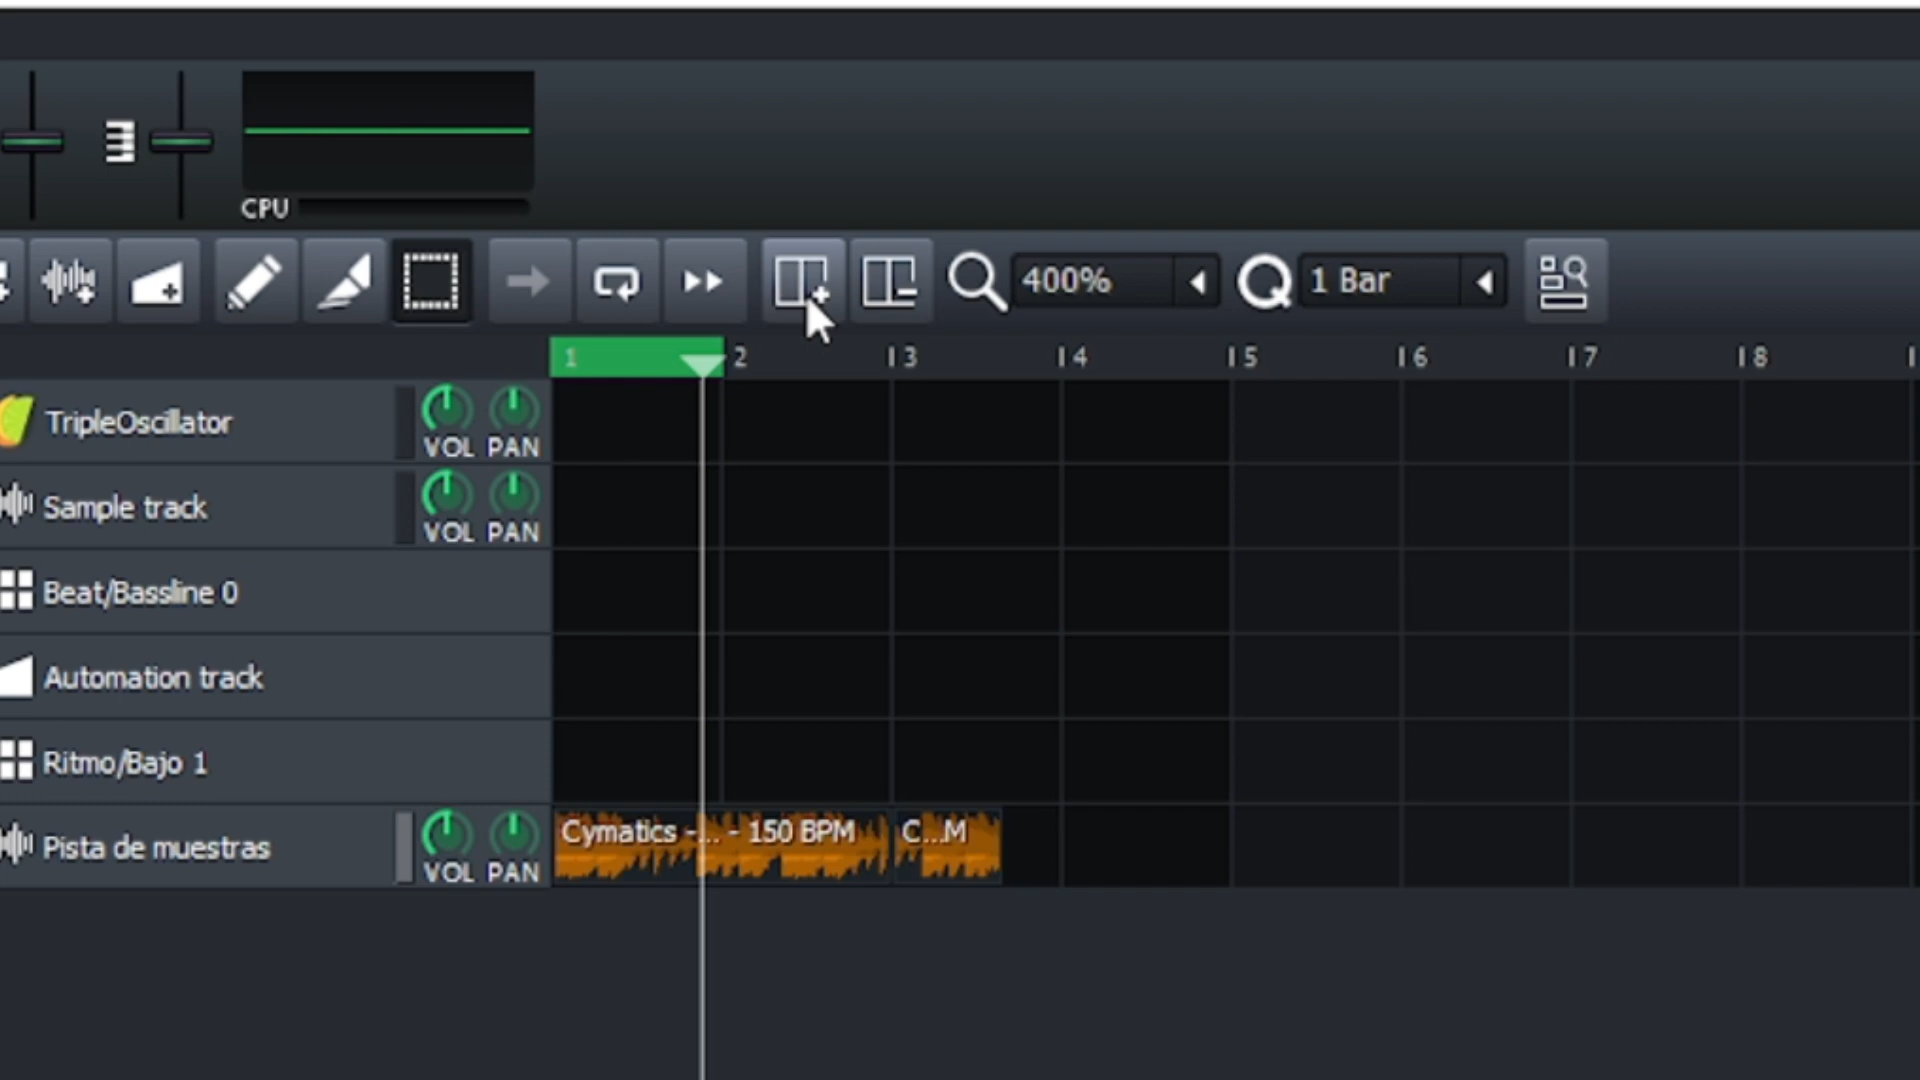 CPU
400%
1 Bar
1 2 3 4 5 6 7 8
TripleOscillator
VOL PAN
Sample track
VOL PAN
Beat/Bassline 0
Automation track
Ritmo/Bajo 1
Pista de muestras
VOL PAN
Cymatics -... - 150 BPM
C...M